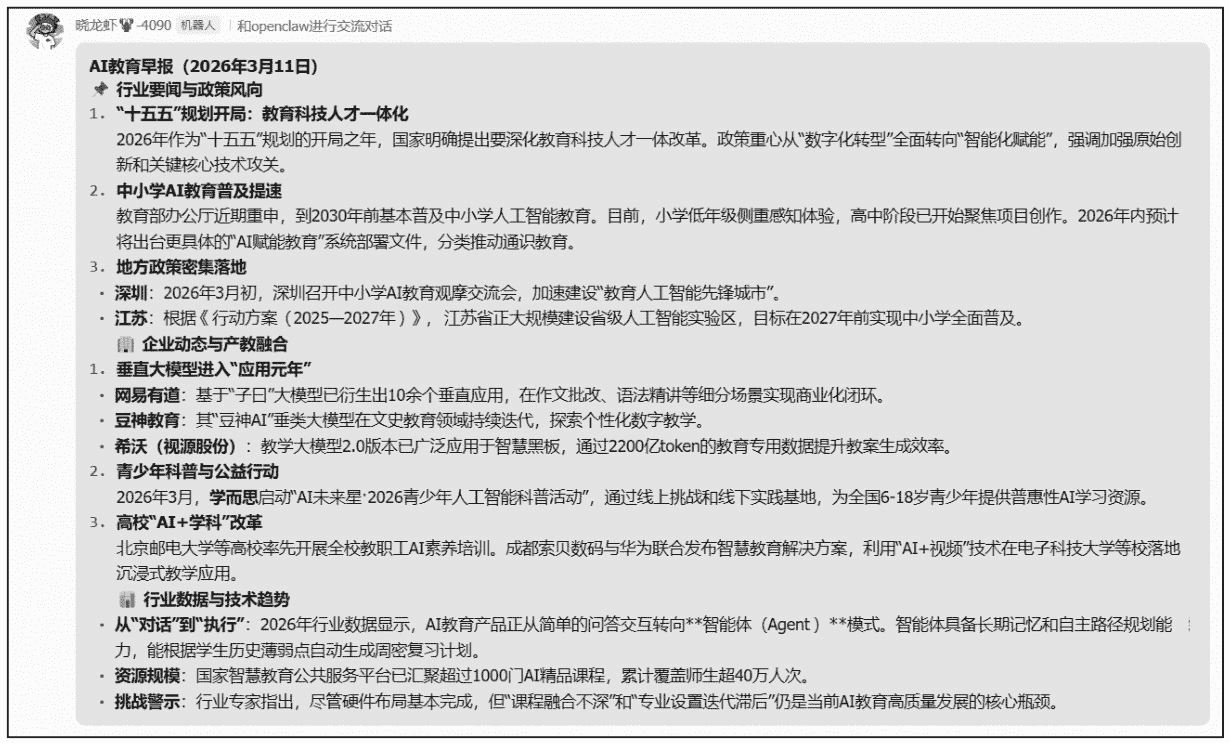 晓龙虾🦞-4090 机器人 和openclaw进行交流对话
AI教育早报（2026年3月11日）
📌 行业要闻与政策风向
1. “十五五”规划开局：教育科技人才一体化
2026年作为“十五五”规划的开局之年，国家明确提出要深化教育科技人才一体改革。政策重心从“数字化转型”全面转向“智能化赋能”，强调加强原始创
新和关键核心技术攻关。
2. 中小学AI教育普及提速
教育部办公厅近期重申，到2030年前基本普及中小学人工智能教育。目前，小学低年级侧重感知体验，高中阶段已开始聚焦项目创作。2026年内预计
将出台更具体的“AI赋能教育”系统部署文件，分类推动通识教育。
3. 地方政策密集落地
· 深圳：2026年3月初，深圳召开中小学AI教育观摩交流会，加速建设“教育人工智能先锋城市”。
· 江苏：根据《行动方案（2025—2027年）》，江苏省正大规模建设省级人工智能实验区，目标在2027年前实现中小学全面普及。
🏢 企业动态与产教融合
1. 垂直大模型进入“应用元年”
· 网易有道：基于“子曰”大模型已衍生出10余个垂直应用，在作文批改、语法精讲等细分场景实现商业化闭环。
· 豆神教育：其“豆神AI”垂类大模型在文史教育领域持续迭代，探索个性化数字教学。
· 希沃（视源股份）：教学大模型2.0版本已广泛应用于智慧黑板，通过2200亿token的教育专用数据提升教案生成效率。
2. 青少年科普与公益行动
2026年3月，学而思启动“AI未来星·2026青少年人工智能科普活动”，通过线上挑战和线下实践基地，为全国6-18岁青少年提供普惠性AI学习资源。
3. 高校“AI+学科”改革
北京邮电大学等高校率先开展全校教职工AI素养培训。成都索贝数码与华为联合发布智慧教育解决方案，利用“AI+视频”技术在电子科技大学等校落地
沉浸式教学应用。
📊 行业数据与技术趋势
· 从“对话”到“执行”：2026年行业数据显示，AI教育产品正从简单的问答交互转向**智能体（Agent）**模式。智能体具备长期记忆和自主路径规划能
力，能根据学生历史薄弱点自动生成周密复习计划。
· 资源规模：国家智慧教育公共服务平台已汇聚超过1000门AI精品课程，累计覆盖师生超40万人次。
· 挑战警示：行业专家指出，尽管硬件布局基本完成，但“课程融合不深”和“专业设置迭代滞后”仍是当前AI教育高质量发展的核心瓶颈。